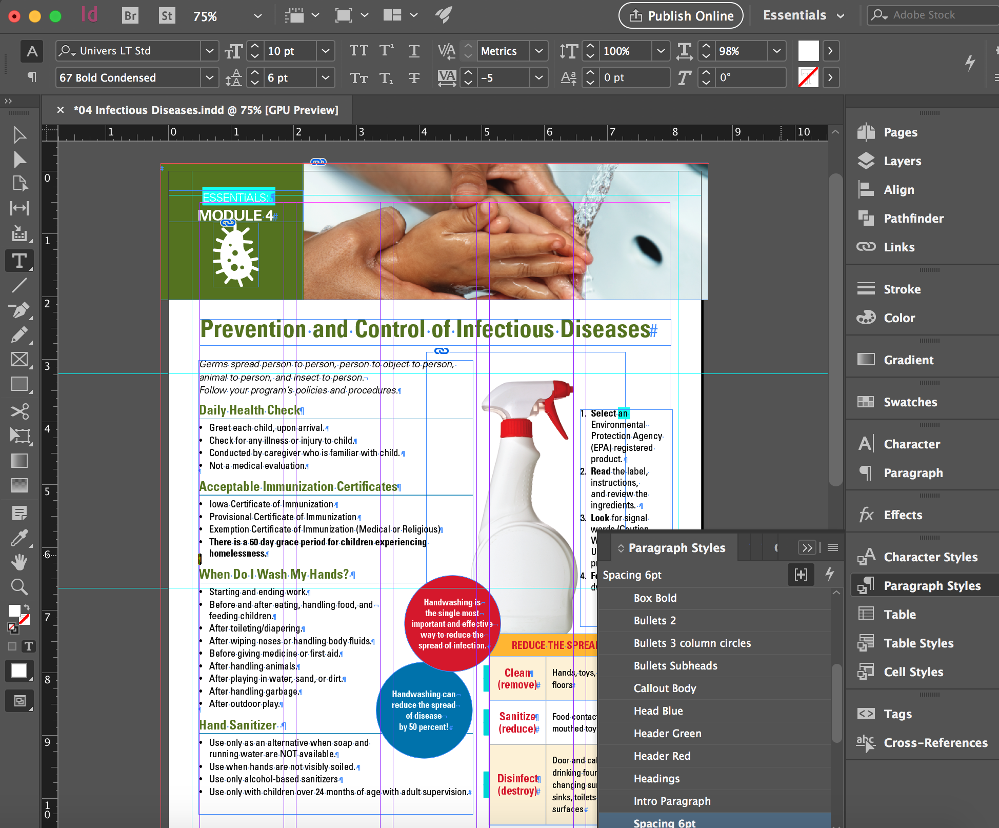 Id
Br
St
75%
Publish Online
Essentials
Adobe Stock
A
Univers LT Std
10 pt
Metrics
100%
98%
67 Bold Condensed
6 pt
-5
0 pt
0°
*04 Infectious Diseases.indd @ 75% [GPU Preview]
1 0 1 2 3 4 5 6 7 8 9 10
0
1
2
3
4
5
6
7
8
9
10
ESSENTIALS:
MODULE 4
Prevention and Control of Infectious Diseases
Germs spread person to person, person to object to person,
animal to person, and insect to person.
Follow your program's policies and procedures.
Daily Health Check
• Greet each child, upon arrival.
• Check for any illness or injury to child.
• Conducted by caregiver who is familiar with child.
• Not a medical evaluation.
Acceptable Immunization Certificates
• Iowa Certificate of Immunization
• Provisional Certificate of Immunization
• Exemption Certificate of Immunization (Medical or Religious)
• There is a 60 day grace period for children experiencing
homelessness.
When Do I Wash My Hands?
• Starting and ending work.
• Before and after eating, handling food, and
feeding children.
• After toileting/diapering.
• After wiping noses or handling body fluids.
• Before giving medicine or first aid.
• After handling animals.
• After playing in water, sand, or dirt.
• After handling garbage.
• After outdoor play.
Hand Sanitizer
• Use only as an alternative when soap and
running water are NOT available.
• Use when hands are not visibly soiled.
• Use only alcohol-based sanitizers
• Use only with children over 24 months of age with adult supervision.
Handwashing is
the single most
important and effective
way to reduce the
spread of infection.
Handwashing can
reduce the spread
of disease
by 50 percent!
1. Select an
Environmental
Protection Agency
(EPA) registered
product.
2. Read the label,
instructions,
and review the
ingredients.
3. Look for signal
words (Caution
4.
REDUCE THE SPREA
Clean
(remove)
Hands, toys,
floors
Sanitize
(reduce)
Food contac
mouthed toy
Disinfect
(destroy)
Door and ca
drinking four
changing su
sinks, toilets
surfaces
Paragraph Styles
Spacing 6pt
[+]
Box Bold
Bullets 2
Bullets 3 column circles
Bullets Subheads
Callout Body
Head Blue
Header Green
Header Red
Headings
Intro Paragraph
Spacing 6pt
Pages
Layers
Align
Pathfinder
Links
Stroke
Color
Gradient
Swatches
Character
Paragraph
fx Effects
Character Styles
Paragraph Styles
Table
Table Styles
Cell Styles
Tags
Cross-References